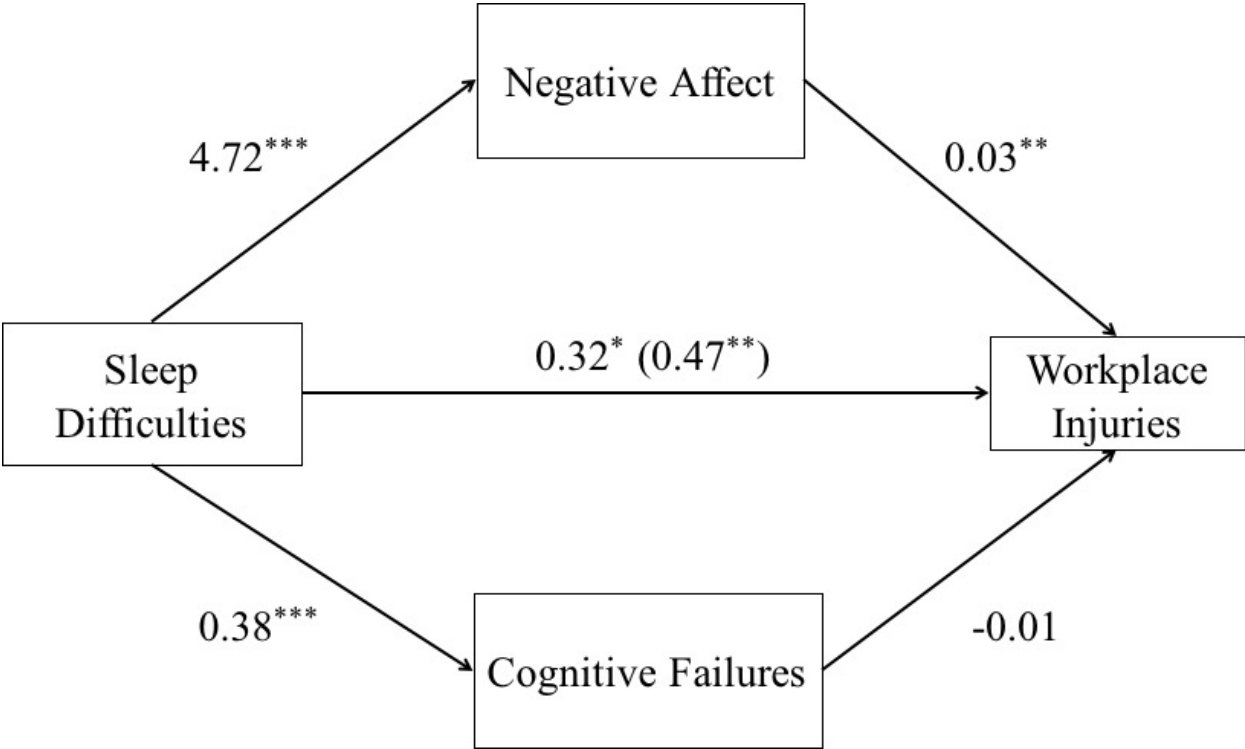 Negative Affect
4.72***
0.03**
0.32* (0.47**)
Sleep
Difficulties
Workplace
Injuries
0.38***
-0.01
Cognitive Failures